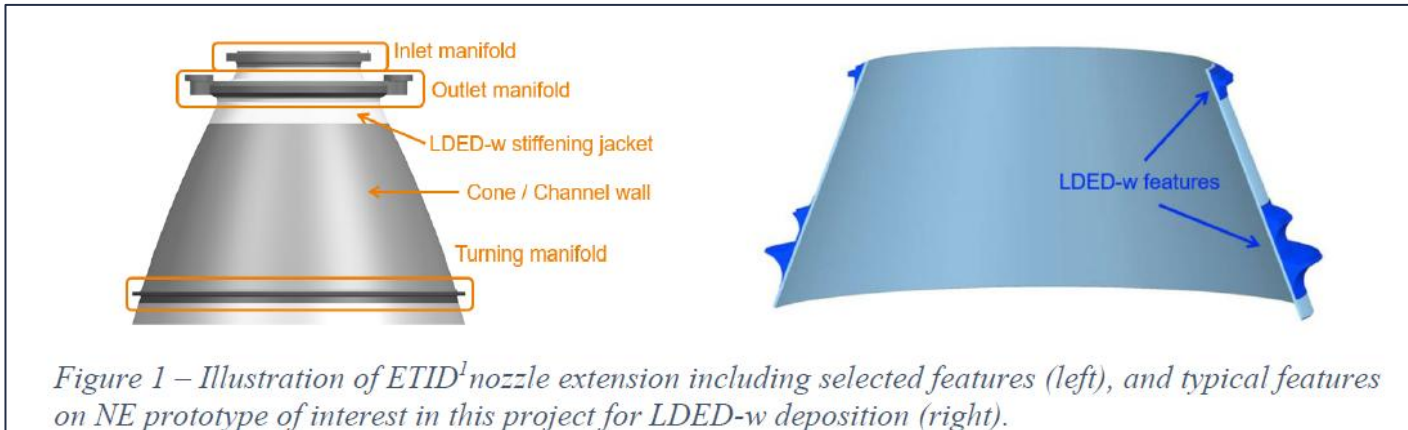 Inlet manifold
Outlet manifold
LDED-w stiffening jacket
Cone / Channel wall
Turning manifold
LDED-w features
Figure 1 – Illustration of ETID¹ nozzle extension including selected features (left), and typical features
on NE prototype of interest in this project for LDED-w deposition (right).